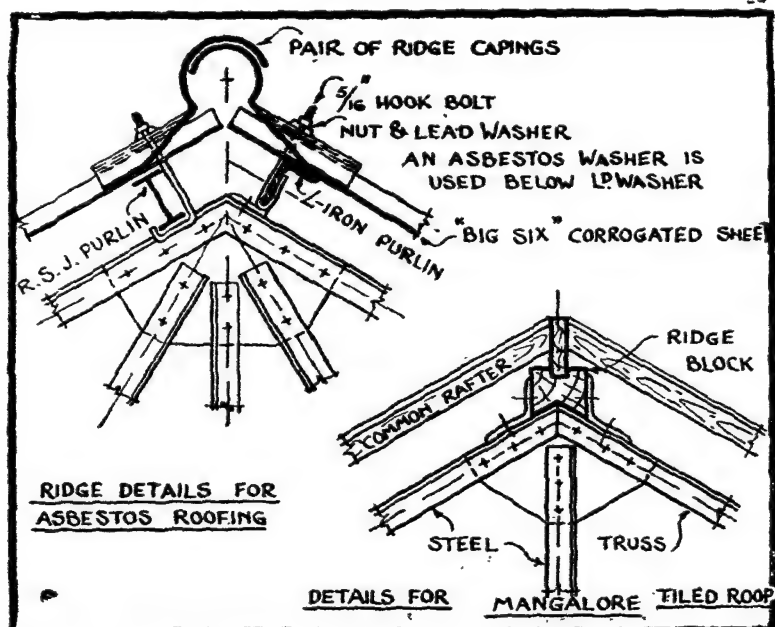 PAIR OF RIDGE CAPINGS
5/16" HOOK BOLT
NUT & LEAD WASHER
AN ASBESTOS WASHER IS
USED BELOW LD. WASHER
R.S.J. PURLIN
L-IRON PURLIN
"BIG SIX" CORROGATED SHEE
RIDGE
BLOCK
COMMON RAFTER
RIDGE DETAILS FOR
ASBESTOS ROOFING
STEEL TRUSS
DETAILS FOR MANGALORE TILED ROOF